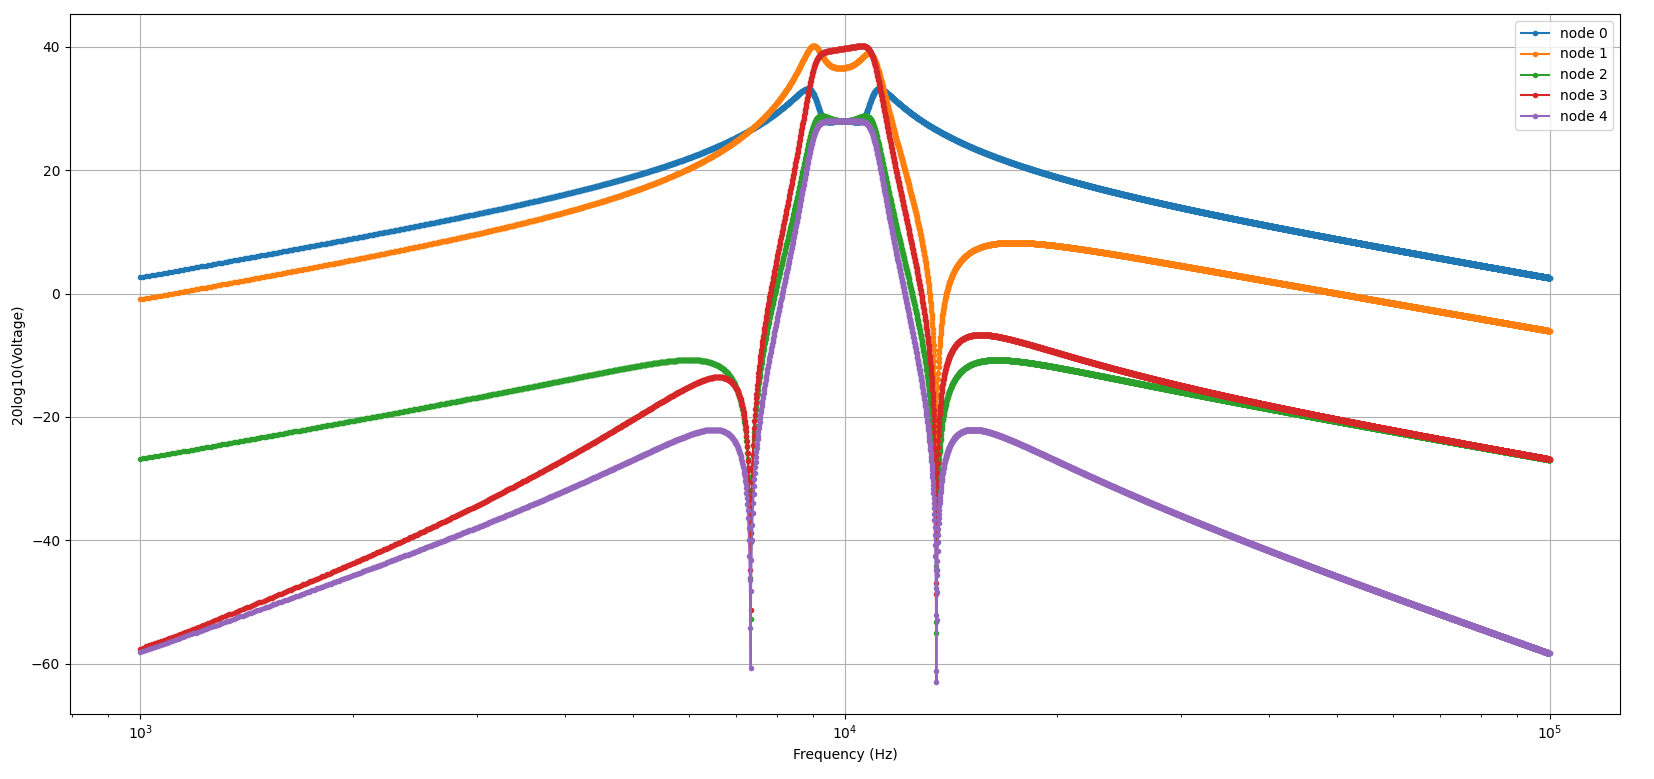 40
20
0
−20
−40
−60
20log10(Voltage)
10³
10⁴
10⁵
Frequency (Hz)
node 0
node 1
node 2
node 3
node 4